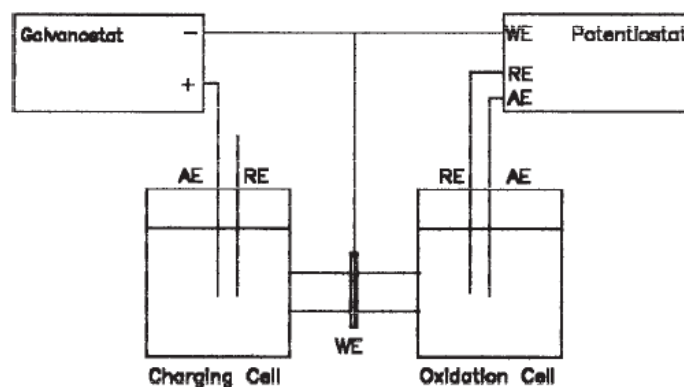 Galvanostat
−
+
WE
Potentiostat
RE
AE
AE
RE
RE
AE
WE
Charging Cell
Oxidation Cell